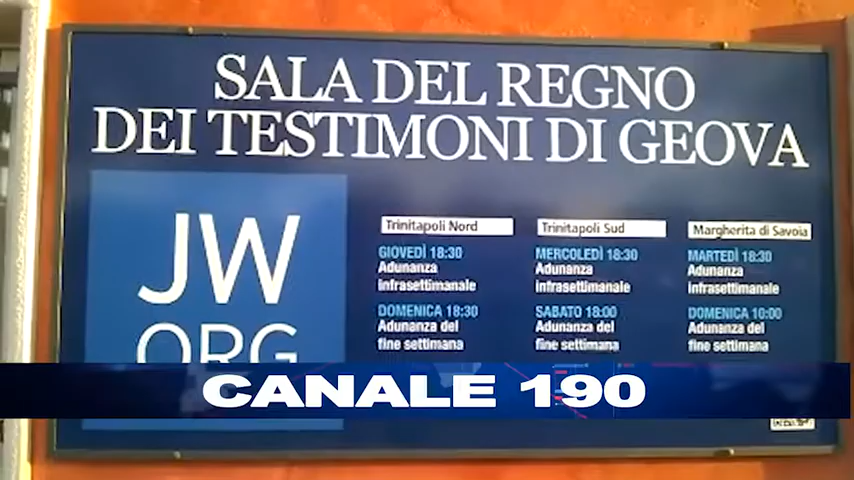 SALA DEL REGNO
DEI TESTIMONI DI GEOVA
JW
ORG
Trinitapoli Nord
GIOVEDÌ 18:30
Adunanza
infrasettimanale
DOMENICA 18:30
Adunanza del
fine settimana
Trinitapoli Sud
MERCOLEDÌ 18:30
Adunanza
infrasettimanale
SABATO 18:00
Adunanza del
fine settimana
Margherita di Savoia
MARTEDÌ 18:30
Adunanza
infrasettimanale
DOMENICA 10:00
Adunanza del
fine settimana
CANALE 190